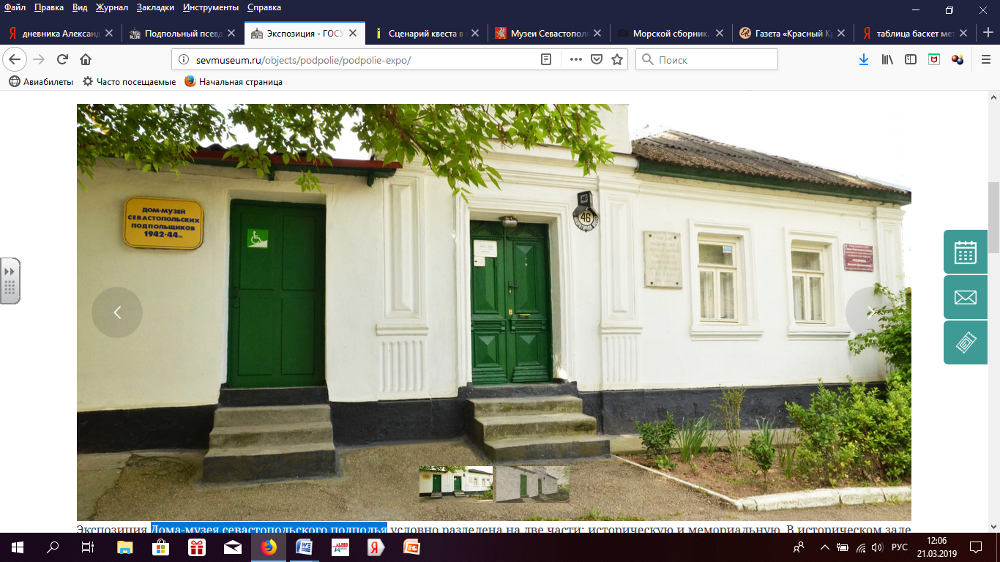 Файл Правка Вид Журнал Закладки Инструменты Справка
дневника Александ
Подпольный псевд
Экспозиция - ГОСУ
Сценарий квеста в
Музеи Севастопол
Морской сборник.
Газета «Красный Кр
таблица баскет мет
sevmuseum.ru/objects/podpolie/podpolie-expo/
Поиск
Авиабилеты Часто посещаемые Начальная страница
ДОМ-МУЗЕЙ
СЕВАСТОПОЛЬСКИХ
ПОДПОЛЬЩИКОВ
1942-44гг.
46
46
Экспозиция Дома-музея севастопольского подполья условно разделена на две части: историческую и мемориальную. В историческом зале
ALMS
РУС
12:06
21.03.2019